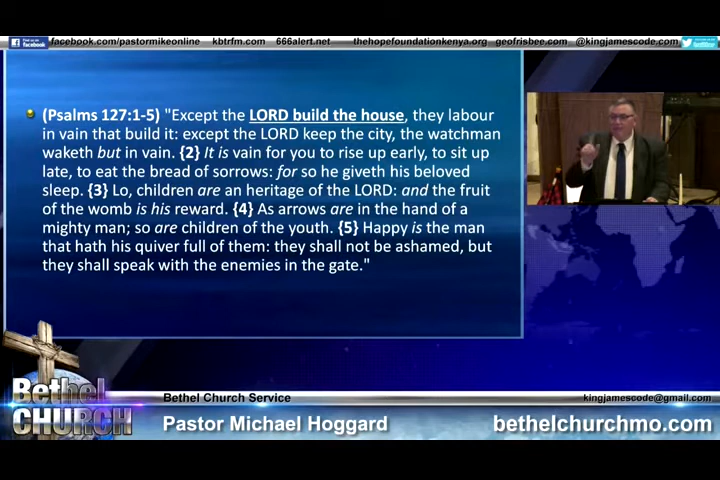 Find us on facebook
facebook.com/pastormikeonline kbtrfm.com 666alert.net thehopefoundationkenya.org geofrisbee.com @kingjamescode.com
twitter
(Psalms 127:1-5) "Except the LORD build the house, they labour
in vain that build it: except the LORD keep the city, the watchman
waketh but in vain. {2} It is vain for you to rise up early, to sit up
late, to eat the bread of sorrows: for so he giveth his beloved
sleep. {3} Lo, children are an heritage of the LORD: and the fruit
of the womb is his reward. {4} As arrows are in the hand of a
mighty man; so are children of the youth. {5} Happy is the man
that hath his quiver full of them: they shall not be ashamed, but
they shall speak with the enemies in the gate."
Bethel
CHURCH
Bethel Church Service
kingjamescode@gmail.com
Pastor Michael Hoggard
bethelchurchmo.com